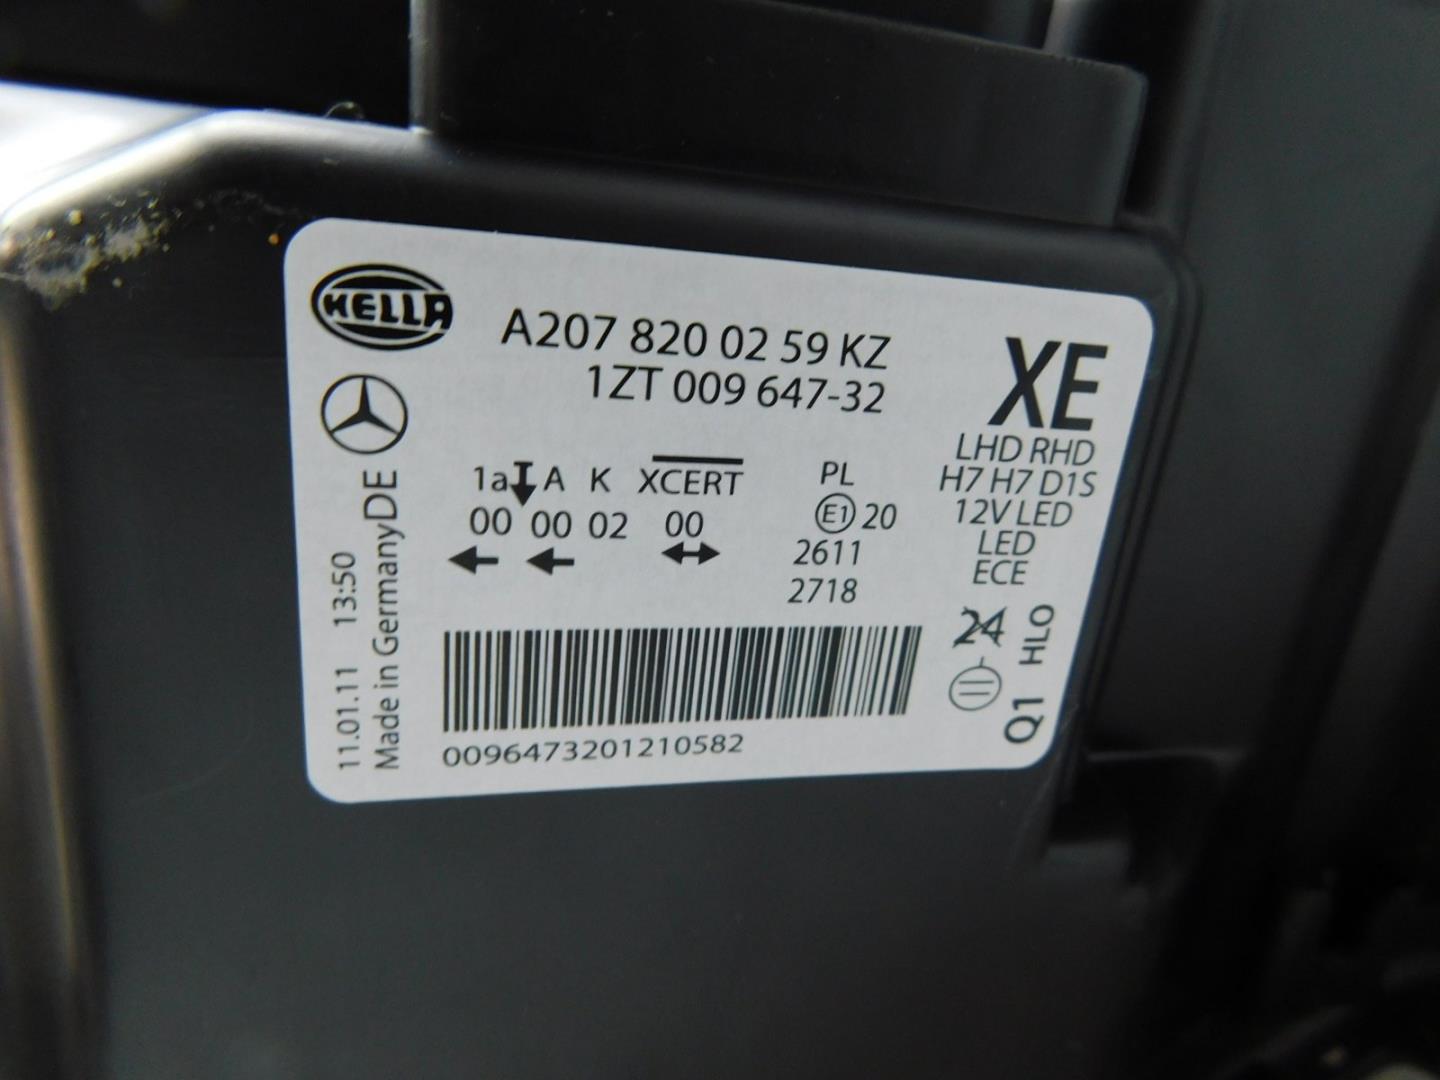 HELLA
A207 820 02 59 KZ
1ZT 009 647-32
XE
LHD RHD
H7 H7 D1S
12V LED
LED
ECE
1a A K XCERT PL
00 00 02 00 E1 20
2611
2718
24
HLO
Q1
11.01.11 13:50
Made in Germany DE
0096473201210582